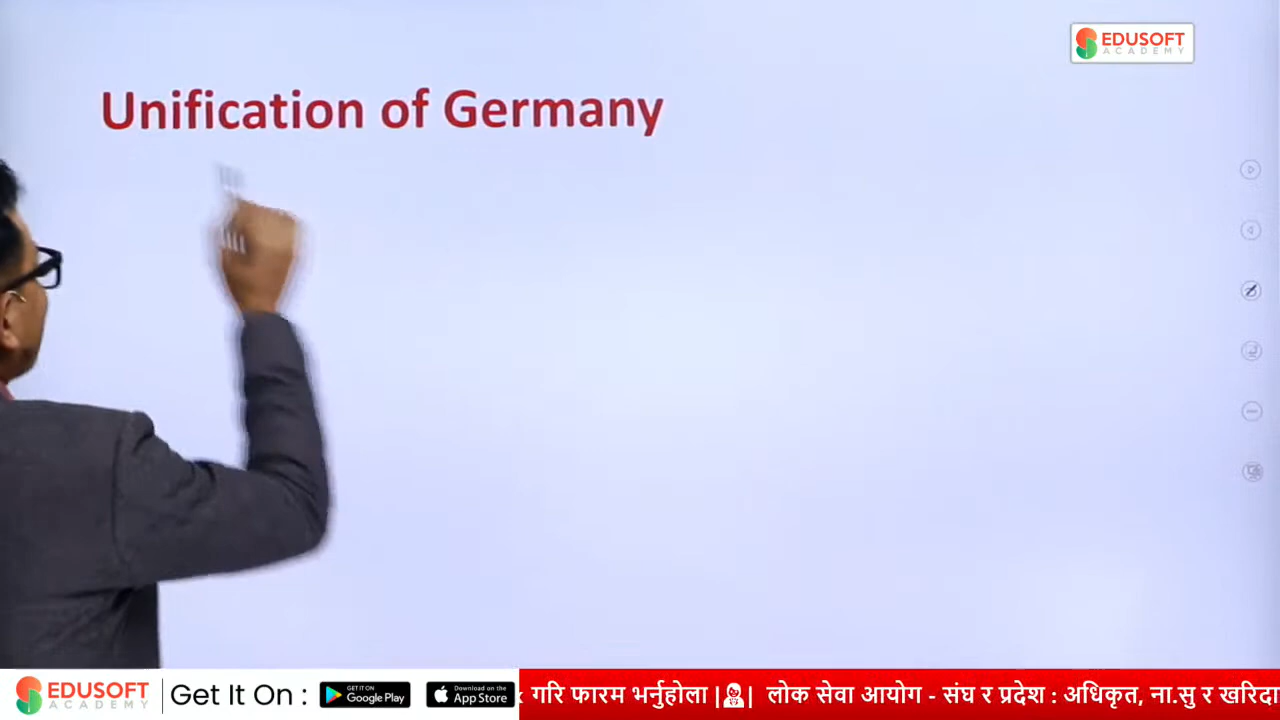 EDUSOFT
ACADEMY
Unification of Germany
EDUSOFT
ACADEMY
Get It On :
GET IT ON
Google Play
Download on the
App Store
गरि फारम भर्नुहोला | | लोक सेवा आयोग - संघ र प्रदेश : अधिकृत, ना.सु र खरिदा